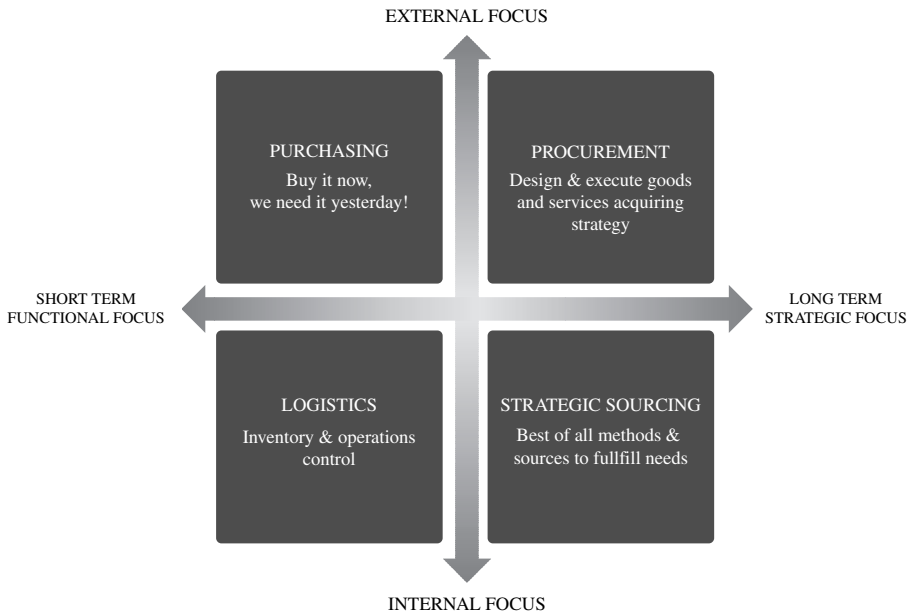 EXTERNAL FOCUS
PURCHASING
Buy it now,
we need it yesterday!
PROCUREMENT
Design & execute goods
and services acquiring
strategy
SHORT TERM
FUNCTIONAL FOCUS
LONG TERM
STRATEGIC FOCUS
LOGISTICS
Inventory & operations
control
STRATEGIC SOURCING
Best of all methods &
sources to fullfill needs
INTERNAL FOCUS